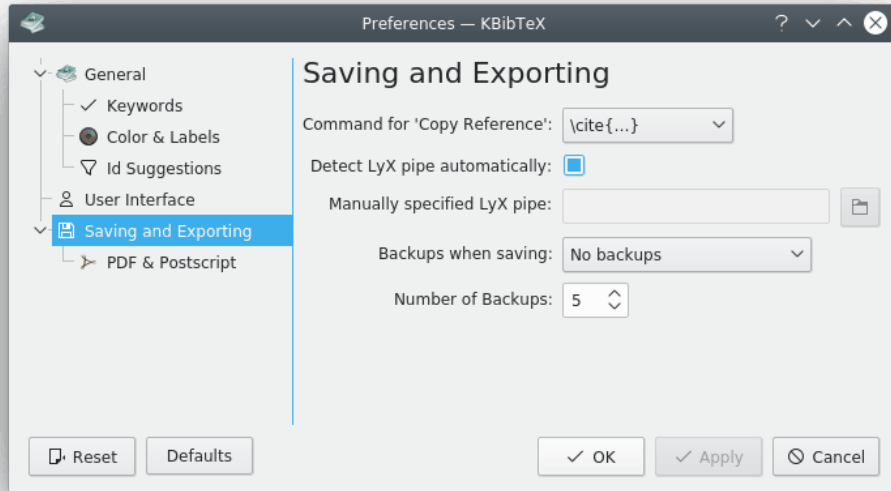 Preferences — KBibTeX
General
Keywords
Color & Labels
Id Suggestions
User Interface
Saving and Exporting
PDF & Postscript
Saving and Exporting
Command for 'Copy Reference': \cite{...}
Detect LyX pipe automatically:
Manually specified LyX pipe:
Backups when saving: No backups
Number of Backups: 5
Reset Defaults OK Apply Cancel